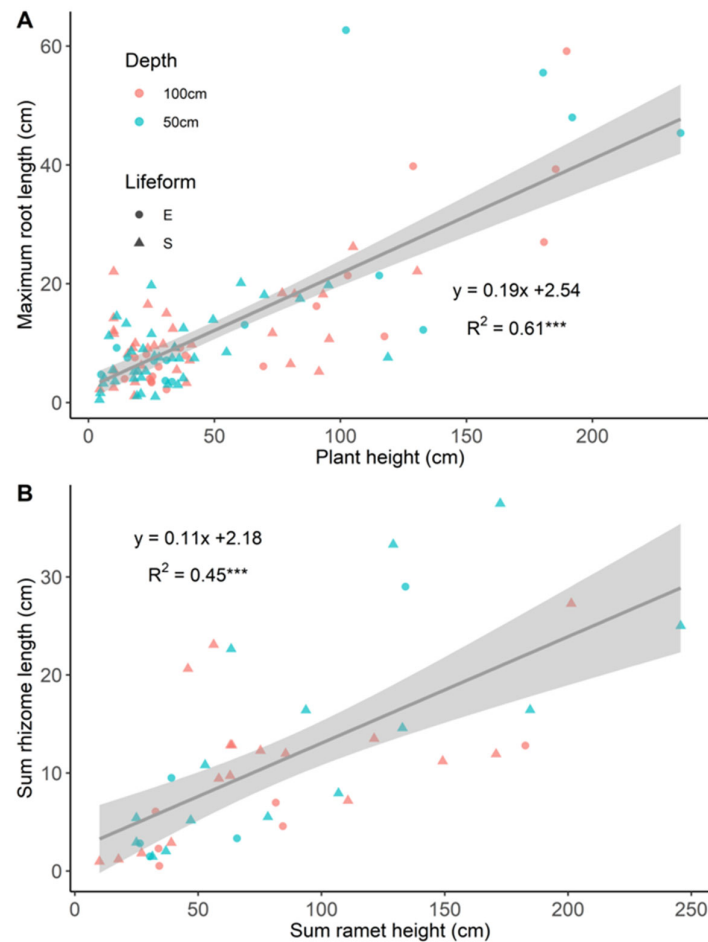 A
Maximum root length (cm)
60
40
20
0
Depth
100cm
50cm
Lifeform
E
S
y = 0.19x +2.54
R² = 0.61***
0 50 100 150 200
Plant height (cm)
B
Sum rhizome length (cm)
30
20
10
0
y = 0.11x +2.18
R² = 0.45***
0 50 100 150 200 250
Sum ramet height (cm)